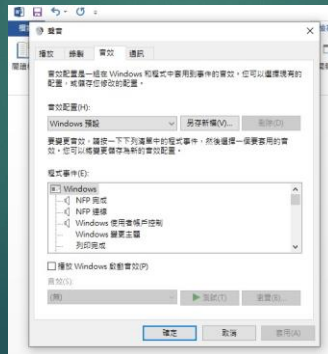 聲音
播放 錄製 音效 通訊
音效配置是一組在 Windows 和程式中套用到事件的音效。您可以選擇現有的
配置，或儲存您修改的配置。
音效配置(H):
Windows 預設
另存新檔(V)... 刪除(D)
要變更音效，請按一下下列清單中的程式事件，然後選擇一個要套用的音
效。您可以將變更儲存為新的音效配置。
程式事件(E):
Windows
NFP 完成
NFP 連線
Windows 使用者帳戶控制
Windows 變更主題
列印完成
播放 Windows 啟動音效(P)
音效(S):
(無)
測試(T) 瀏覽(B)...
確定 取消 套用(A)